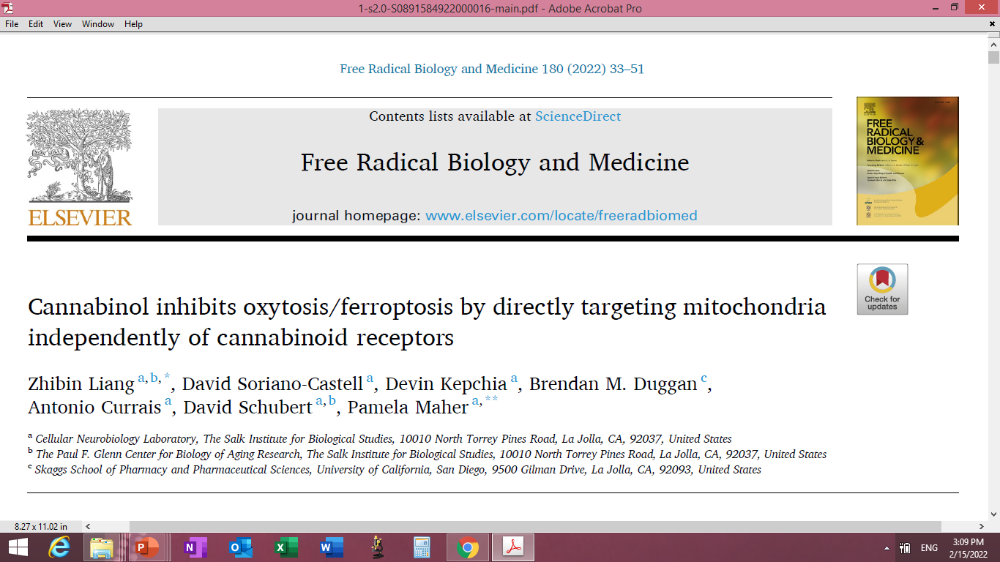 1-s2.0-S0891584922000016-main.pdf - Adobe Acrobat Pro
File Edit View Window Help
Free Radical Biology and Medicine 180 (2022) 33–51
Contents lists available at ScienceDirect
Free Radical Biology and Medicine
journal homepage: www.elsevier.com/locate/freeradbiomed
ELSEVIER
FREE
RADICAL
BIOLOGY &
MEDICINE
Check for
updates
Cannabinol inhibits oxytosis/ferroptosis by directly targeting mitochondria
independently of cannabinoid receptors
Zhibin Liang a,b,*, David Soriano-Castell a, Devin Kepchia a, Brendan M. Duggan c,
Antonio Currais a, David Schubert a,b, Pamela Maher a,**
a Cellular Neurobiology Laboratory, The Salk Institute for Biological Studies, 10010 North Torrey Pines Road, La Jolla, CA, 92037, United States
b The Paul F. Glenn Center for Biology of Aging Research, The Salk Institute for Biological Studies, 10010 North Torrey Pines Road, La Jolla, CA, 92037, United States
c Skaggs School of Pharmacy and Pharmaceutical Sciences, University of California, San Diego, 9500 Gilman Drive, La Jolla, CA, 92093, United States
8.27 x 11.02 in
ENG
3:09 PM
2/15/2022